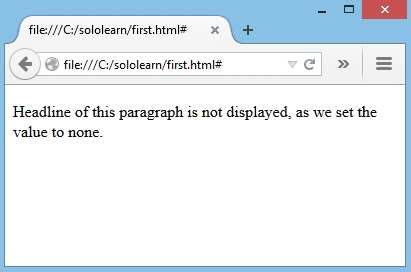 file:///C:/sololearn/first.html#
file:///C:/sololearn/first.html#
Headline of this paragraph is not displayed, as we set the
value to none.